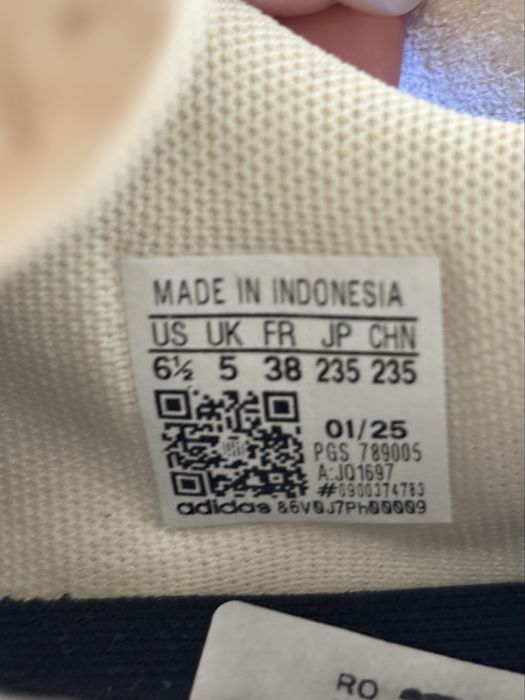 MADE IN INDONESIA
US UK FR JP CHN
6½ 5 38 235 235
01/25
PGS 789005
A:JQ1697
#0900374783
adidas &6V0J7Ph00009
RO